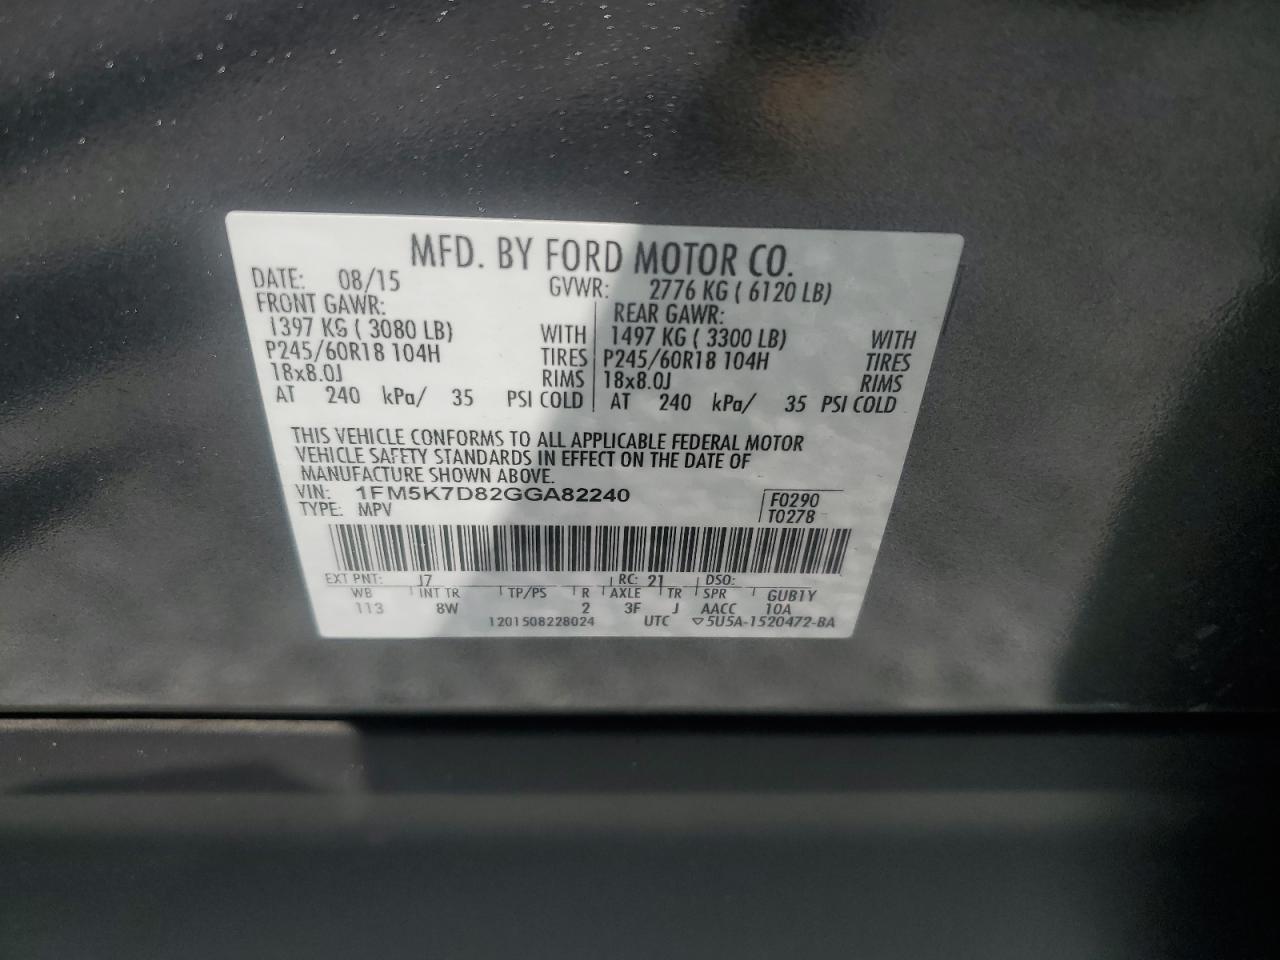 MFD. BY FORD MOTOR CO.
DATE: 08/15 GVWR: 2776 KG ( 6120 LB)
FRONT GAWR: REAR GAWR:
1397 KG ( 3080 LB) WITH 1497 KG ( 3300 LB) WITH
P245/60R18 104H TIRES P245/60R18 104H TIRES
18x8.0J RIMS 18x8.0J RIMS
AT 240 kPa/ 35 PSI COLD AT 240 kPa/ 35 PSI COLD
THIS VEHICLE CONFORMS TO ALL APPLICABLE FEDERAL MOTOR
VEHICLE SAFETY STANDARDS IN EFFECT ON THE DATE OF
MANUFACTURE SHOWN ABOVE.
VIN: 1FM5K7D82GGA82240 F0290
TYPE: MPV T0278
EXT PNT: J7 RC: 21 DSO:
WB INT TR TP/PS R AXLE TR SPR GUB1Y
113 8W 2 3F J AACC 10A
1201508228024 UTC ▽5U5A-1520472-BA